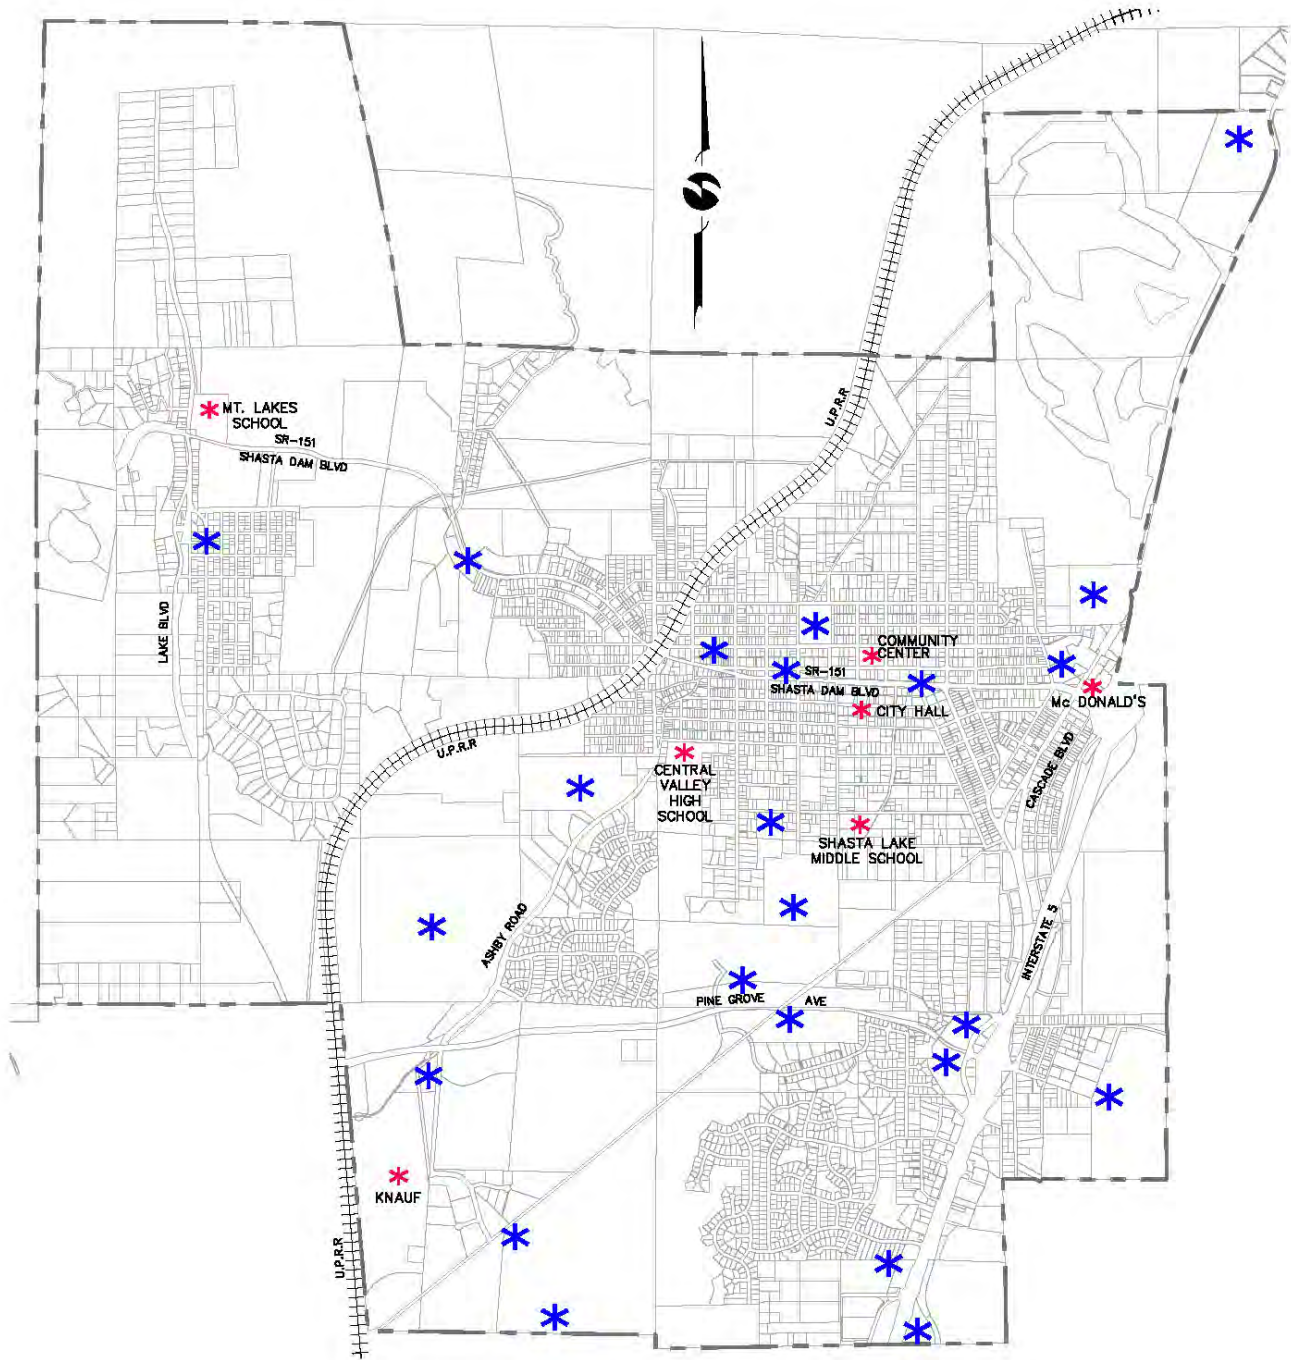 U.P.R.R
MT. LAKES
SCHOOL
SR-151
SHASTA DAM BLVD
LAKE BLVD
COMMUNITY
CENTER
SR-151
SHASTA DAM BLVD
Mc DONALD'S
CITY HALL
U.P.R.R
CASCADE BLVD
CENTRAL
VALLEY
HIGH
SCHOOL
SHASTA LAKE
MIDDLE SCHOOL
ASHBY ROAD
INTERSTATE 5
PINE GROVE AVE
KNAUF
U.P.R.R